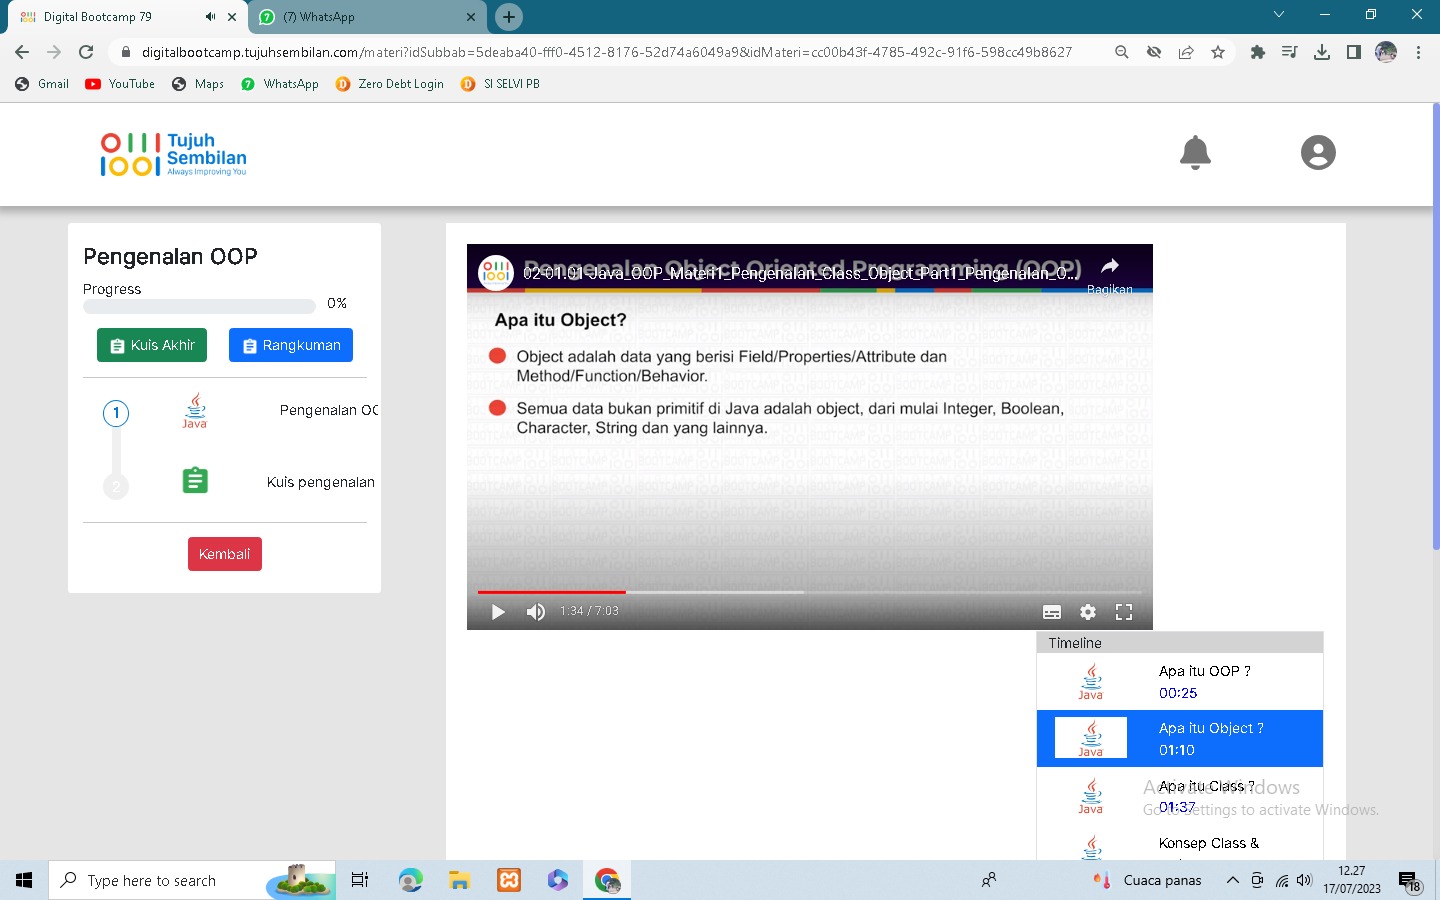 Digital Bootcamp 79
(7) WhatsApp
digitalbootcamp.tujuhsembilan.com/materi?idSubbab=5deaba40-fff0-4512-8176-52d74a6049a9&idMateri=cc00b43f-4785-492c-91f6-598cc49b8627
Gmail YouTube Maps WhatsApp Zero Debt Login SI SELVI PB
Tujuh
Sembilan
Always Improving You
Pengenalan OOP
Progress
0%
Kuis Akhir Rangkuman
1 Java Pengenalan OO
2 Kuis pengenalan
Kembali
Pengenalan Object Oriented Programming (OOP)
02-01.01-Java_OOP_Materi1_Pengenalan_Class_Object_Part1_Pengenalan_O...
Bagikan
Apa itu Object?
Object adalah data yang berisi Field/Properties/Attribute dan
Method/Function/Behavior.
Semua data bukan primitif di Java adalah object, dari mulai Integer, Boolean,
Character, String dan yang lainnya.
1:34 / 7:03
Timeline
Java Apa itu OOP ?
00:25
Java Apa itu Object ?
01:10
Java Apa itu Class ?
01:37
Konsep Class &
Activate Windows
Go to Settings to activate Windows.
Type here to search
Cuaca panas
12.27
17/07/2023
18